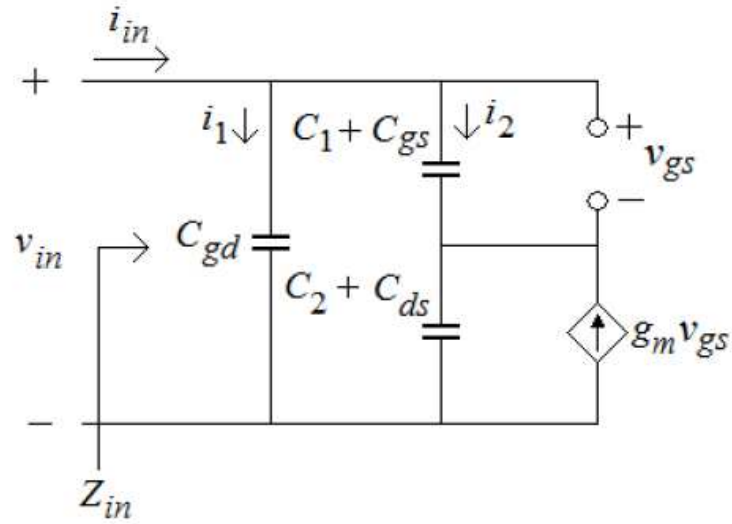 i_in
+
i_1
C_1 + C_gs
i_2
+
v_gs
−
v_in
C_gd
C_2 + C_ds
g_m v_gs
−
Z_in